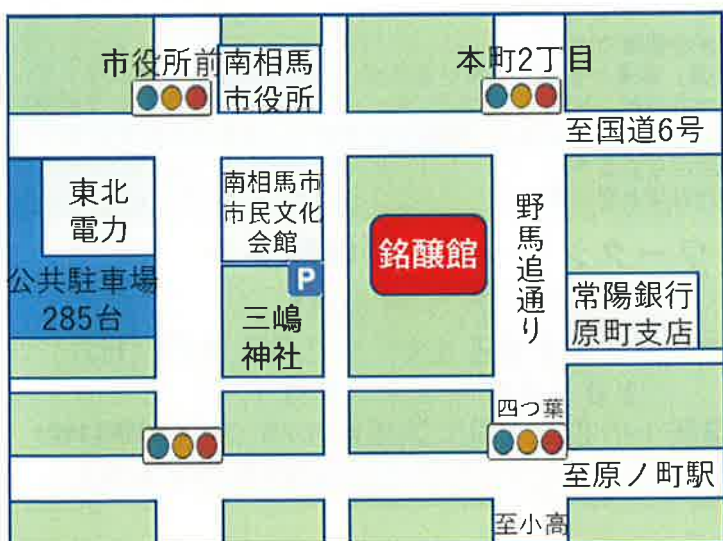 市役所前
南相馬
市役所
本町2丁目
至国道6号
東北
電力
南相馬市
市民文化
会館
銘醸館
野馬追通り
公共駐車場
285台
P
三嶋
神社
常陽銀行
原町支店
四つ葉
至原ノ町駅
至小高